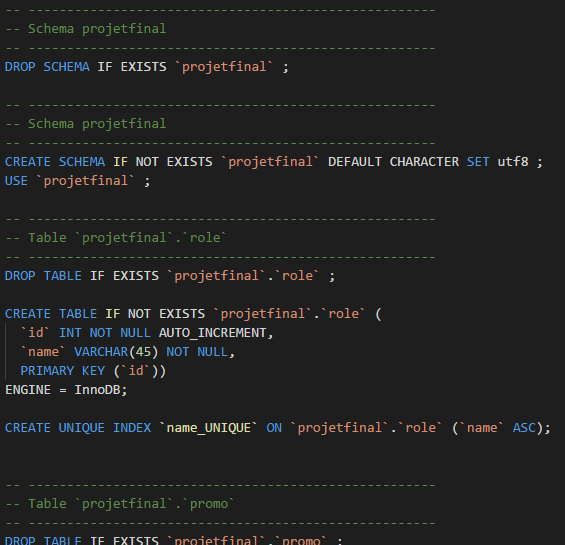 -- -----------------------------------------------------
-- Schema projetfinal
-- -----------------------------------------------------
DROP SCHEMA IF EXISTS `projetfinal` ;
-- -----------------------------------------------------
-- Schema projetfinal
-- -----------------------------------------------------
CREATE SCHEMA IF NOT EXISTS `projetfinal` DEFAULT CHARACTER SET utf8 ;
USE `projetfinal` ;
-- -----------------------------------------------------
-- Table `projetfinal`.`role`
-- -----------------------------------------------------
DROP TABLE IF EXISTS `projetfinal`.`role` ;
CREATE TABLE IF NOT EXISTS `projetfinal`.`role` (
  `id` INT NOT NULL AUTO_INCREMENT,
  `name` VARCHAR(45) NOT NULL,
  PRIMARY KEY (`id`))
ENGINE = InnoDB;
CREATE UNIQUE INDEX `name_UNIQUE` ON `projetfinal`.`role` (`name` ASC);
-- -----------------------------------------------------
-- Table `projetfinal`.`promo`
-- -----------------------------------------------------
DROP TABLE IF EXISTS `projetfinal`.`promo` ;